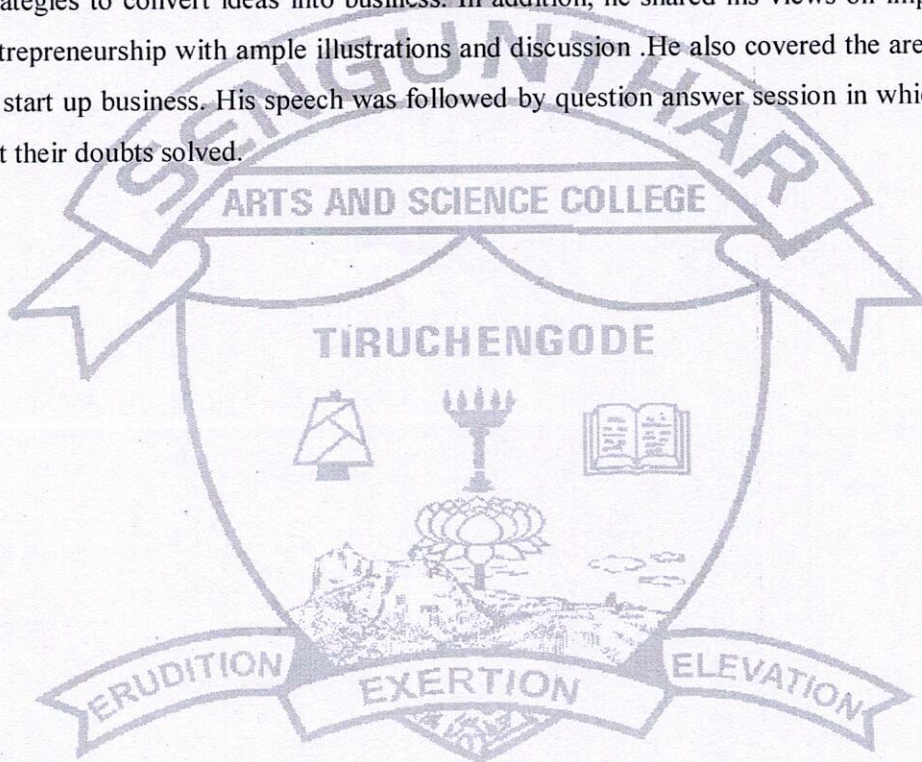 ategies to convert ideas into business. In addition, he shared his views on imp
trepreneurship with ample illustrations and discussion .He also covered the are
start up business. His speech was followed by question answer session in whic
t their doubts solved.
SENGUNTHAR
ARTS AND SCIENCE COLLEGE
TIRUCHENGODE
ERUDITION
EXERTION
ELEVATION